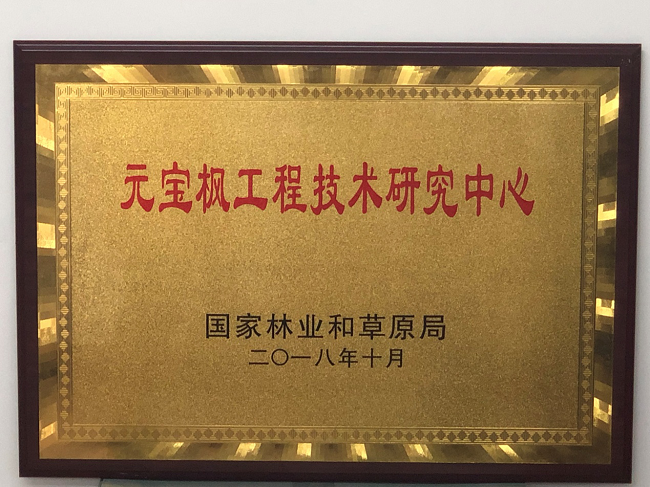 元宝枫工程技术研究中心
国家林业和草原局
二〇一八年十月